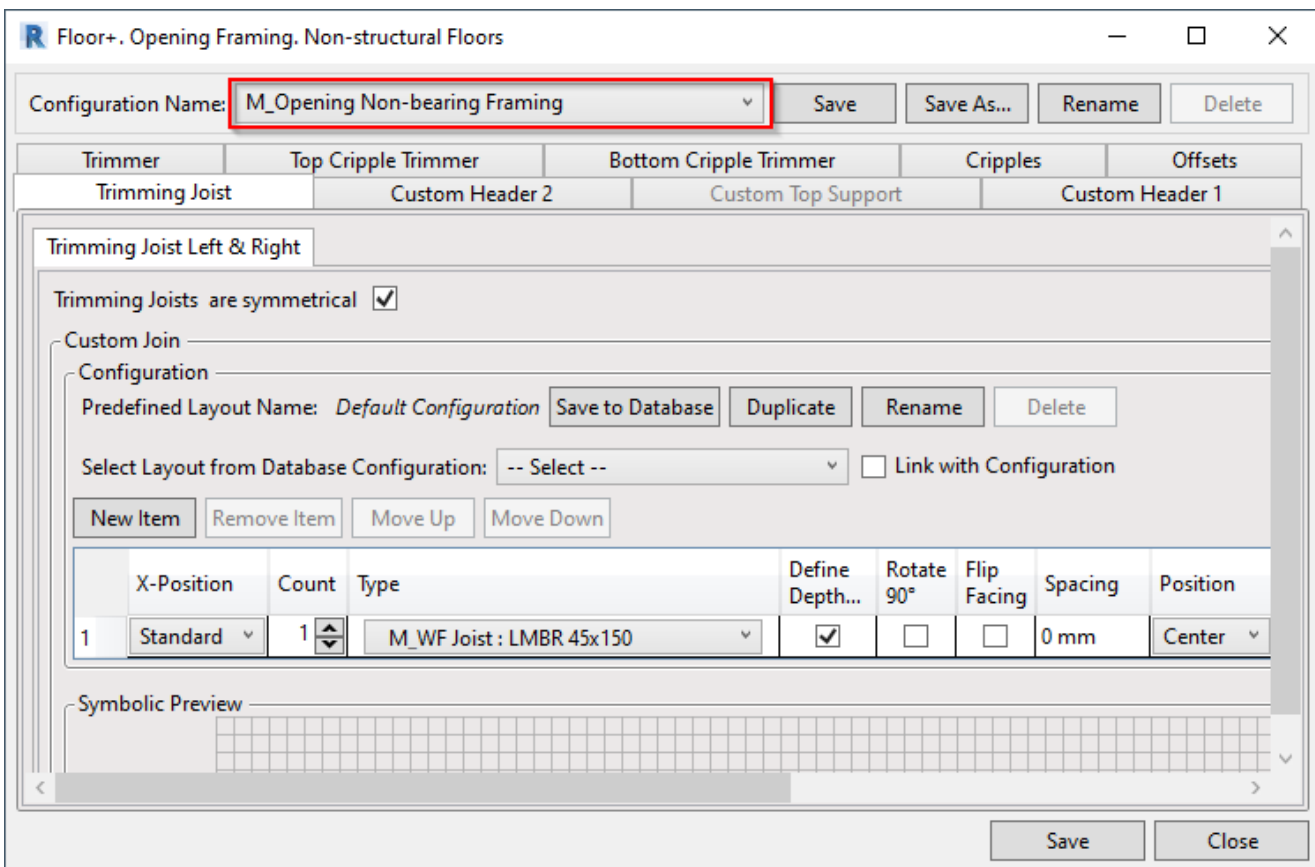 Floor+. Opening Framing. Non-structural Floors
Configuration Name: M_Opening Non-bearing Framing Save Save As... Rename Delete
Trimmer Top Cripple Trimmer Bottom Cripple Trimmer Cripples Offsets
Trimming Joist Custom Header 2 Custom Top Support Custom Header 1
Trimming Joist Left & Right
Trimming Joists are symmetrical
Custom Join
Configuration
Predefined Layout Name: Default Configuration Save to Database Duplicate Rename Delete
Select Layout from Database Configuration: -- Select -- Link with Configuration
New Item Remove Item Move Up Move Down
X-Position Count Type Define Depth... Rotate 90° Flip Facing Spacing Position
1 Standard 1 M_WF Joist : LMBR 45x150 0 mm Center
Symbolic Preview
Save Close